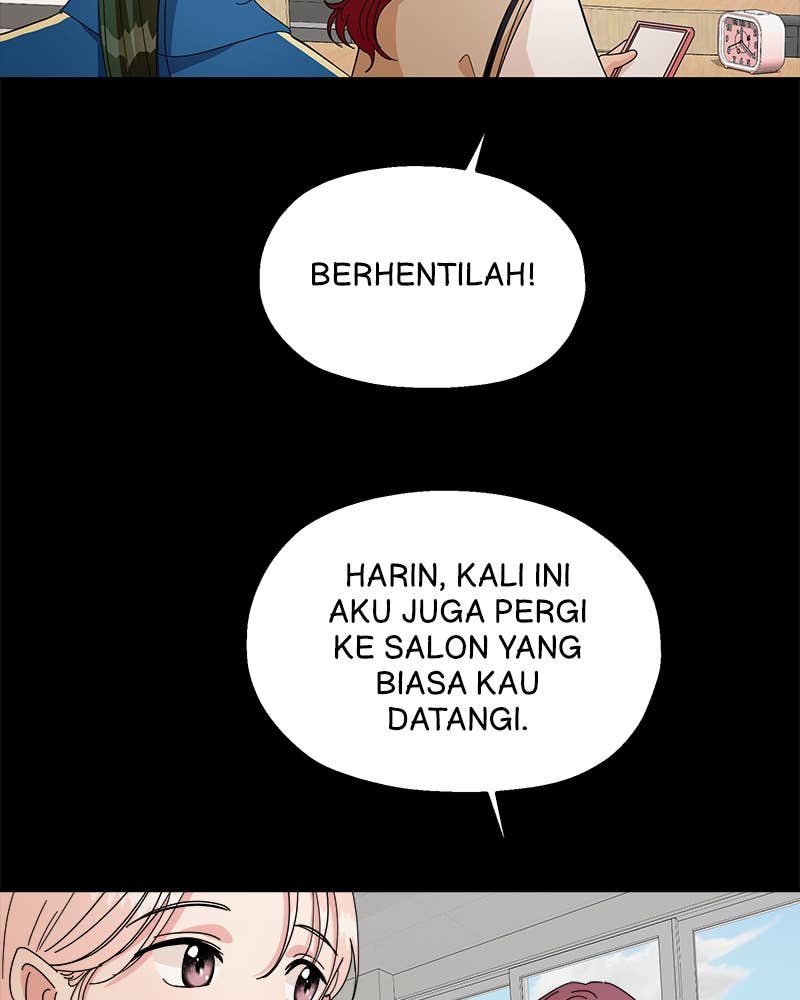 BERHENTILAH!
HARIN, KALI INI
AKU JUGA PERGI
KE SALON YANG
BIASA KAU
DATANGI.